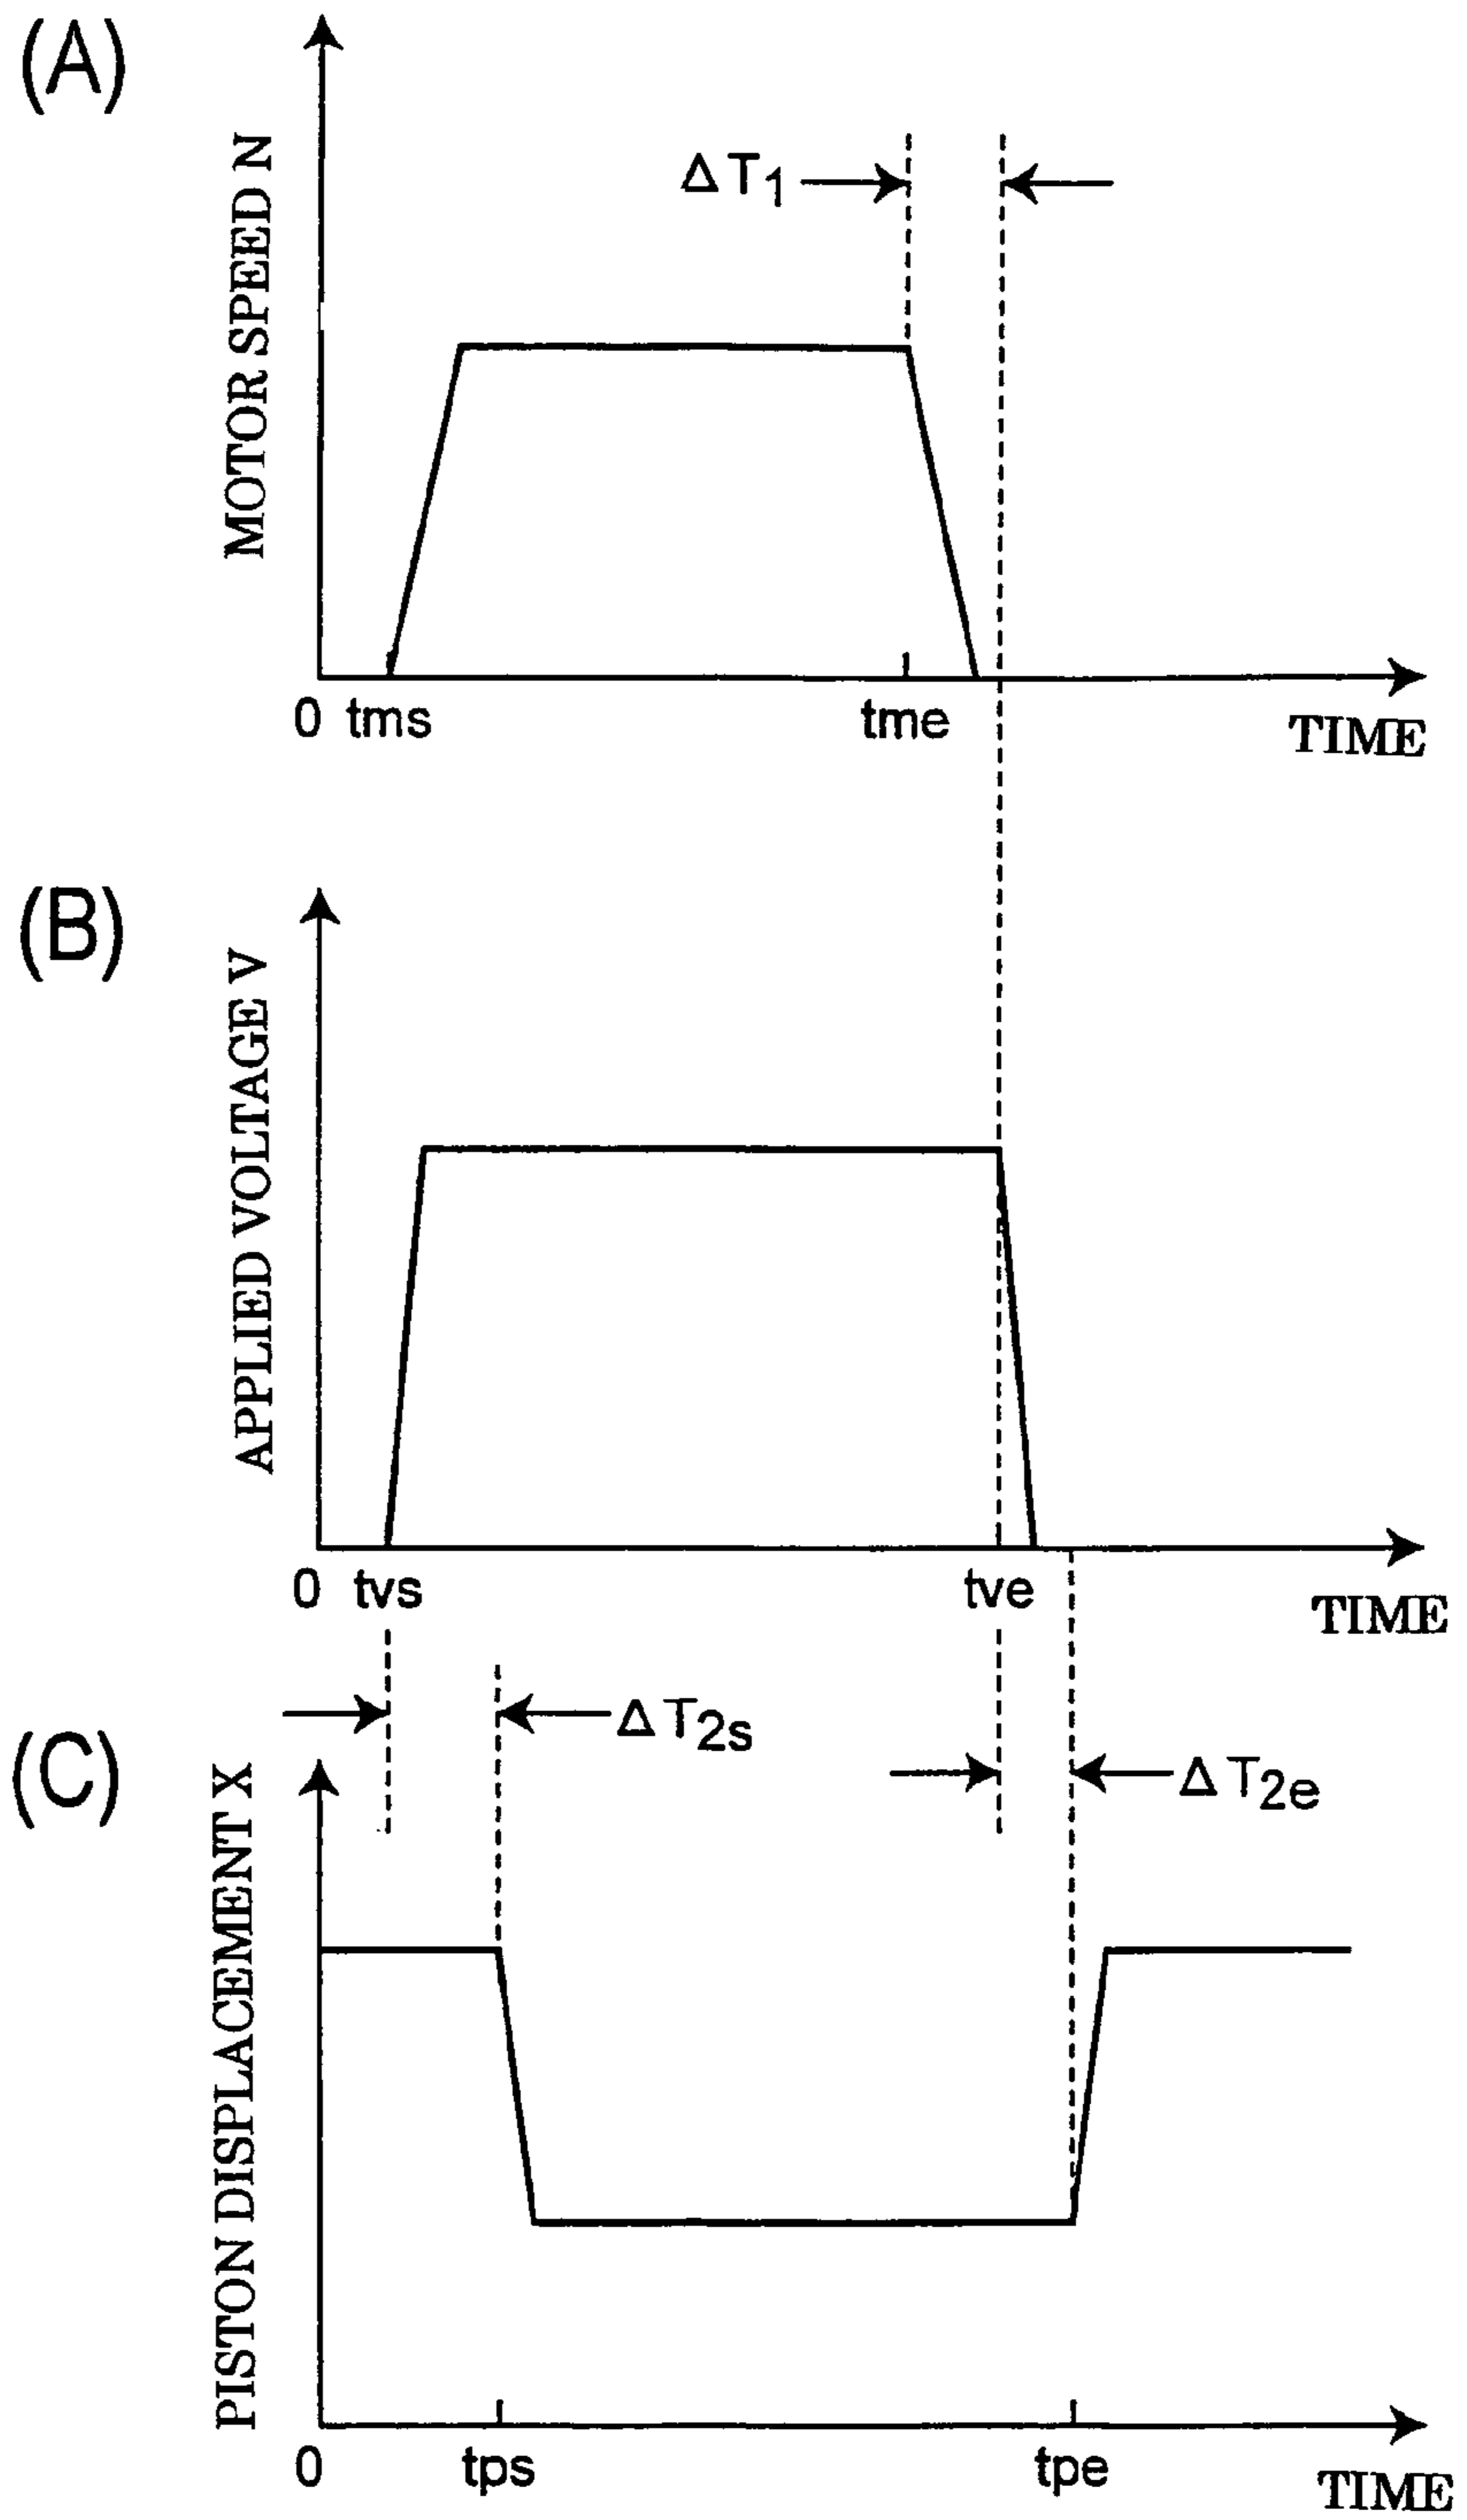 (A)
MOTOR SPEED N
ΔT1
0 tms tme TIME
(B)
APPLIED VOLTAGE V
0 tvs tve TIME
(C)
PISTON DISPLACEMENT X
ΔT2s
ΔT2e
0 tps tpe TIME